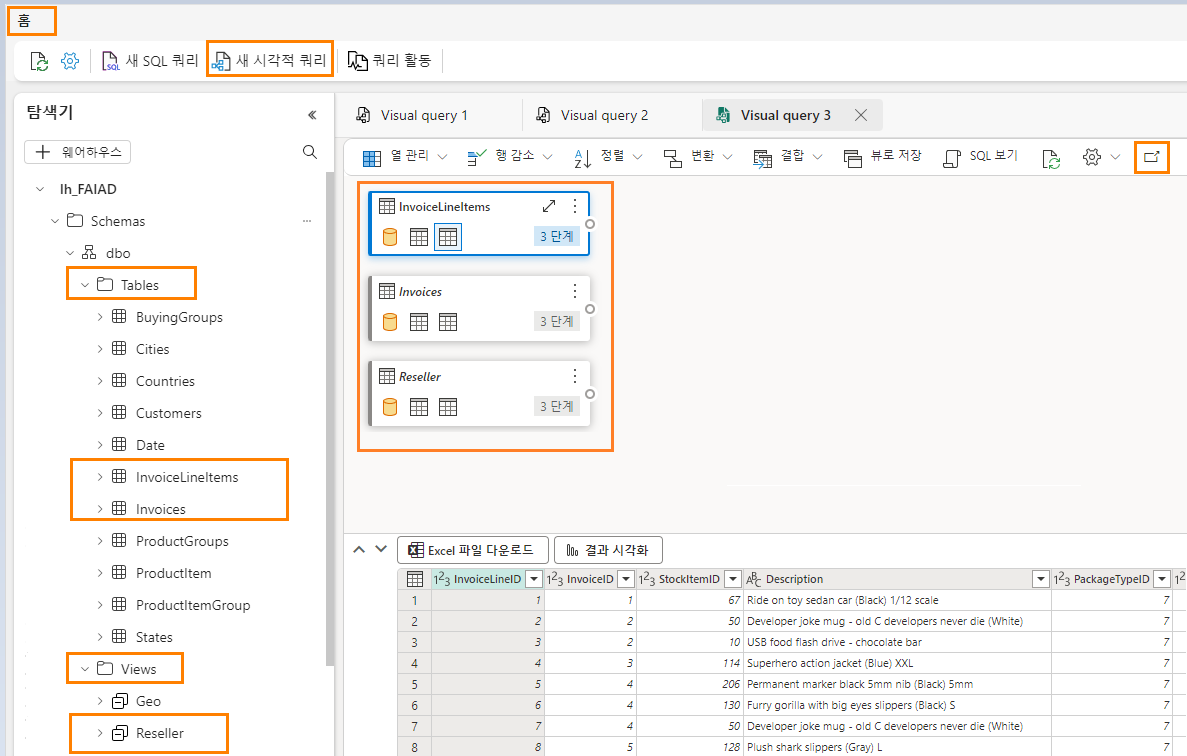 홈
새 SQL 쿼리 새 시각적 쿼리 쿼리 활동
탐색기
웨어하우스
lh_FAIAD
Schemas
dbo
Tables
BuyingGroups
Cities
Countries
Customers
Date
InvoiceLineItems
Invoices
ProductGroups
ProductItem
ProductItemGroup
States
Views
Geo
Reseller
Visual query 1 Visual query 2 Visual query 3
열 관리 행 감소 정렬 변환 결합 뷰로 저장 SQL 보기
InvoiceLineItems
3 단계
Invoices
3 단계
Reseller
3 단계
Excel 파일 다운로드 결과 시각화
1²3 InvoiceLineID 1²3 InvoiceID 1²3 StockItemID ABC Description 1²3 PackageTypeID 1²3
1 1 1 67 Ride on toy sedan car (Black) 1/12 scale 7
2 2 2 50 Developer joke mug - old C developers never die (White) 7
3 3 2 10 USB food flash drive - chocolate bar 7
4 4 3 114 Superhero action jacket (Blue) XXL 7
5 5 4 206 Permanent marker black 5mm nib (Black) 5mm 7
6 6 4 130 Furry gorilla with big eyes slippers (Black) S 7
7 7 4 50 Developer joke mug - old C developers never die (White) 7
8 8 5 128 Plush shark slippers (Gray) L 7